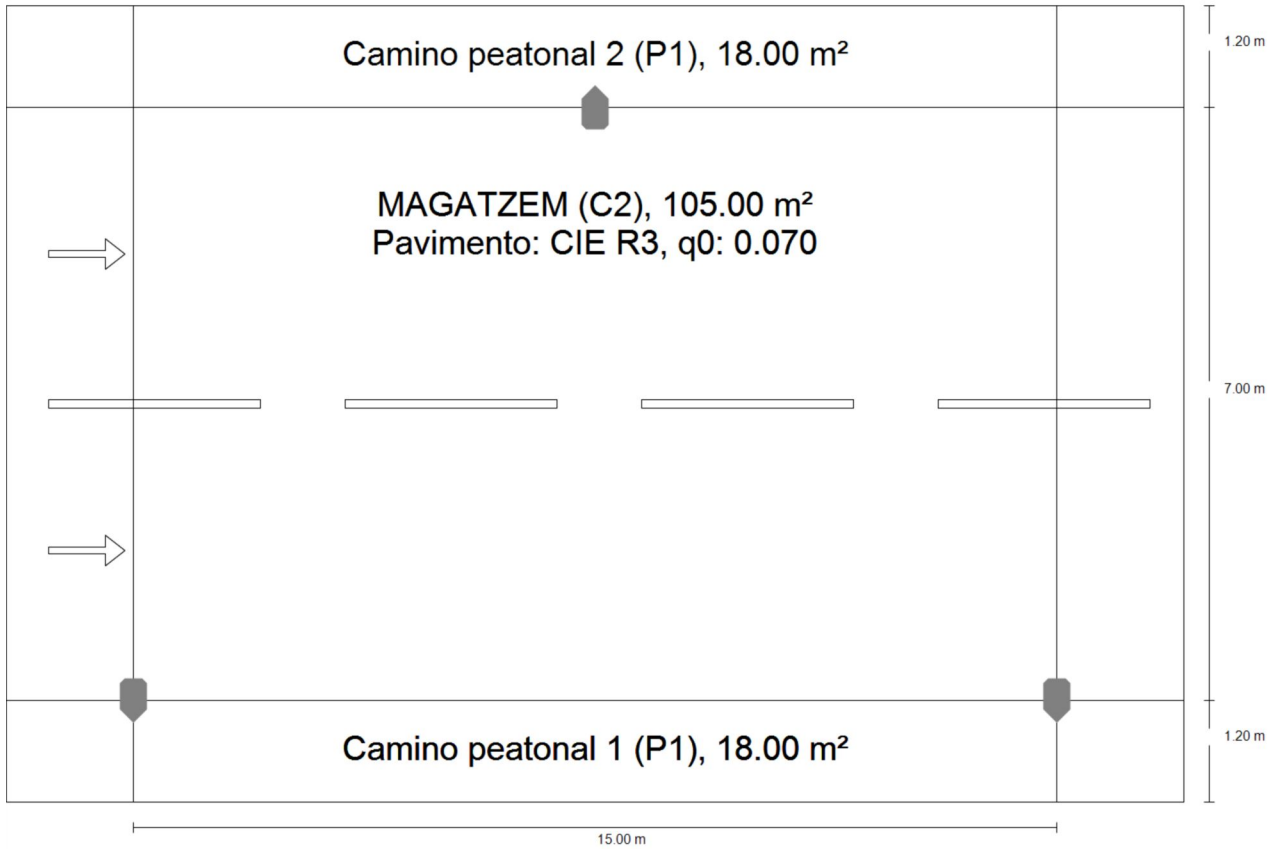 Camino peatonal 2 (P1), 18.00 m²
1.20 m
MAGATZEM (C2), 105.00 m²
Pavimento: CIE R3, q0: 0.070
7.00 m
Camino peatonal 1 (P1), 18.00 m²
1.20 m
15.00 m